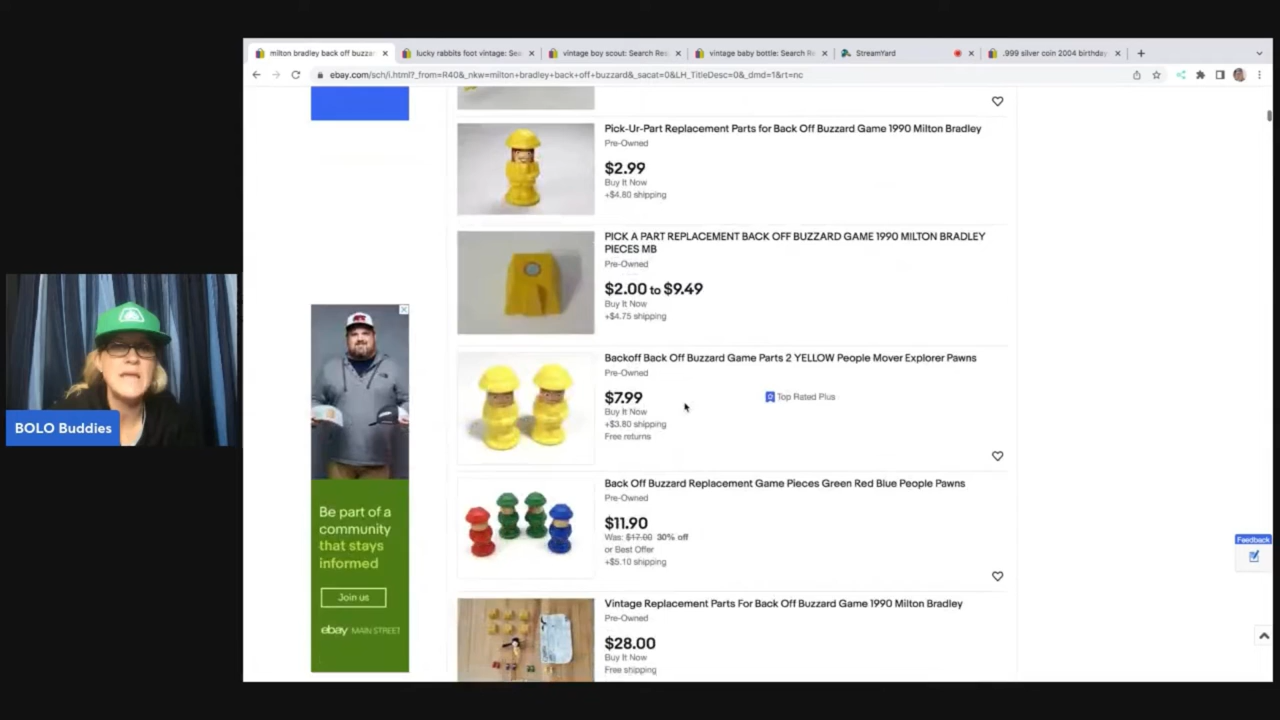 milton bradley back off buzza
lucky rabbits foot vintage: Sea
vintage boy scout: Search Res
vintage baby bottle: Search R
StreamYard
.999 silver coin 2004 birthday
ebay.com/sch/i.html?_from=R40&_nkw=milton+bradley+back+off+buzzard&_sacat=0&LH_TitleDesc=0&_dmd=1&rt=nc
Pick-Ur-Part Replacement Parts for Back Off Buzzard Game 1990 Milton Bradley
Pre-Owned
$2.99
Buy It Now
+$4.80 shipping
PICK A PART REPLACEMENT BACK OFF BUZZARD GAME 1990 MILTON BRADLEY
PIECES MB
Pre-Owned
$2.00 to $9.49
Buy It Now
+$4.75 shipping
Backoff Back Off Buzzard Game Parts 2 YELLOW People Mover Explorer Pawns
Pre-Owned
$7.99
Top Rated Plus
Buy It Now
+$3.80 shipping
Free returns
Back Off Buzzard Replacement Game Pieces Green Red Blue People Pawns
Pre-Owned
$11.90
Was: $17.00 30% off
or Best Offer
+$5.10 shipping
Vintage Replacement Parts For Back Off Buzzard Game 1990 Milton Bradley
Pre-Owned
$28.00
Buy It Now
Free shipping
Be part of a
community
that stays
informed
Join us
ebay MAIN STREET
Feedback
BOLO Buddies